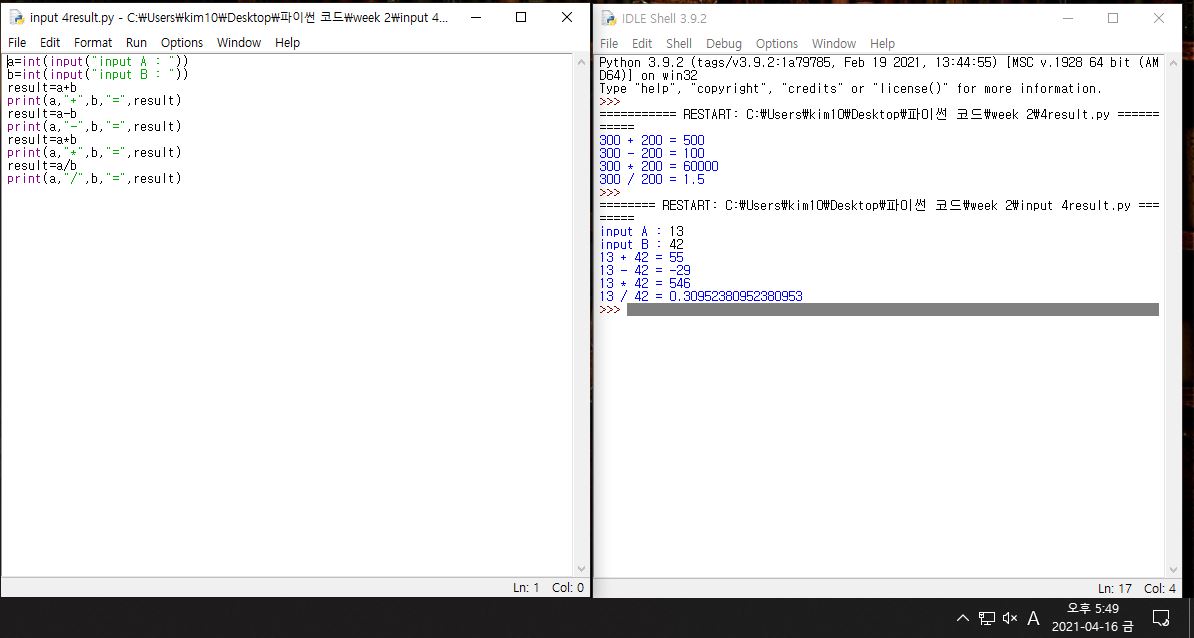 input 4result.py - C:₩Users₩kim10₩Desktop₩파이썬 코드₩week 2₩input 4...
File Edit Format Run Options Window Help
a=int(input("input A : "))
b=int(input("input B : "))
result=a+b
print(a,"+",b,"=",result)
result=a-b
print(a,"-",b,"=",result)
result=a*b
print(a,"*",b,"=",result)
result=a/b
print(a,"/",b,"=",result)
Ln: 1 Col: 0
IDLE Shell 3.9.2
File Edit Shell Debug Options Window Help
Python 3.9.2 (tags/v3.9.2:1a79785, Feb 19 2021, 13:44:55) [MSC v.1928 64 bit (AM
D64)] on win32
Type "help", "copyright", "credits" or "license()" for more information.
>>>
=========== RESTART: C:₩Users₩kim10₩Desktop₩파이썬 코드₩week 2₩4result.py ======
=====
300 + 200 = 500
300 - 200 = 100
300 * 200 = 60000
300 / 200 = 1.5
>>>
======== RESTART: C:₩Users₩kim10₩Desktop₩파이썬 코드₩week 2₩input 4result.py ===
=====
input A : 13
input B : 42
13 + 42 = 55
13 - 42 = -29
13 * 42 = 546
13 / 42 = 0.30952380952380953
>>>
Ln: 17 Col: 4
A
오후 5:49
2021-04-16 금